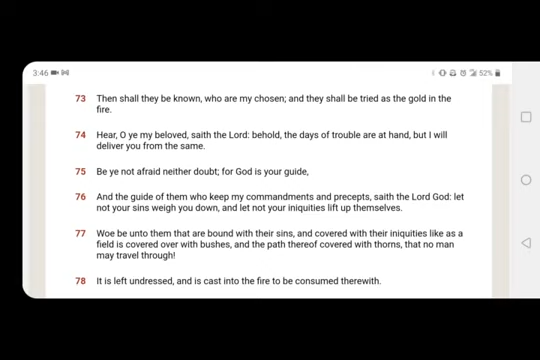 3:46
52%
73 Then shall they be known, who are my chosen; and they shall be tried as the gold in the
fire.
74 Hear, O ye my beloved, saith the Lord: behold, the days of trouble are at hand, but I will
deliver you from the same.
75 Be ye not afraid neither doubt; for God is your guide,
76 And the guide of them who keep my commandments and precepts, saith the Lord God: let
not your sins weigh you down, and let not your iniquities lift up themselves.
77 Woe be unto them that are bound with their sins, and covered with their iniquities like as a
field is covered over with bushes, and the path thereof covered with thorns, that no man
may travel through!
78 It is left undressed, and is cast into the fire to be consumed therewith.